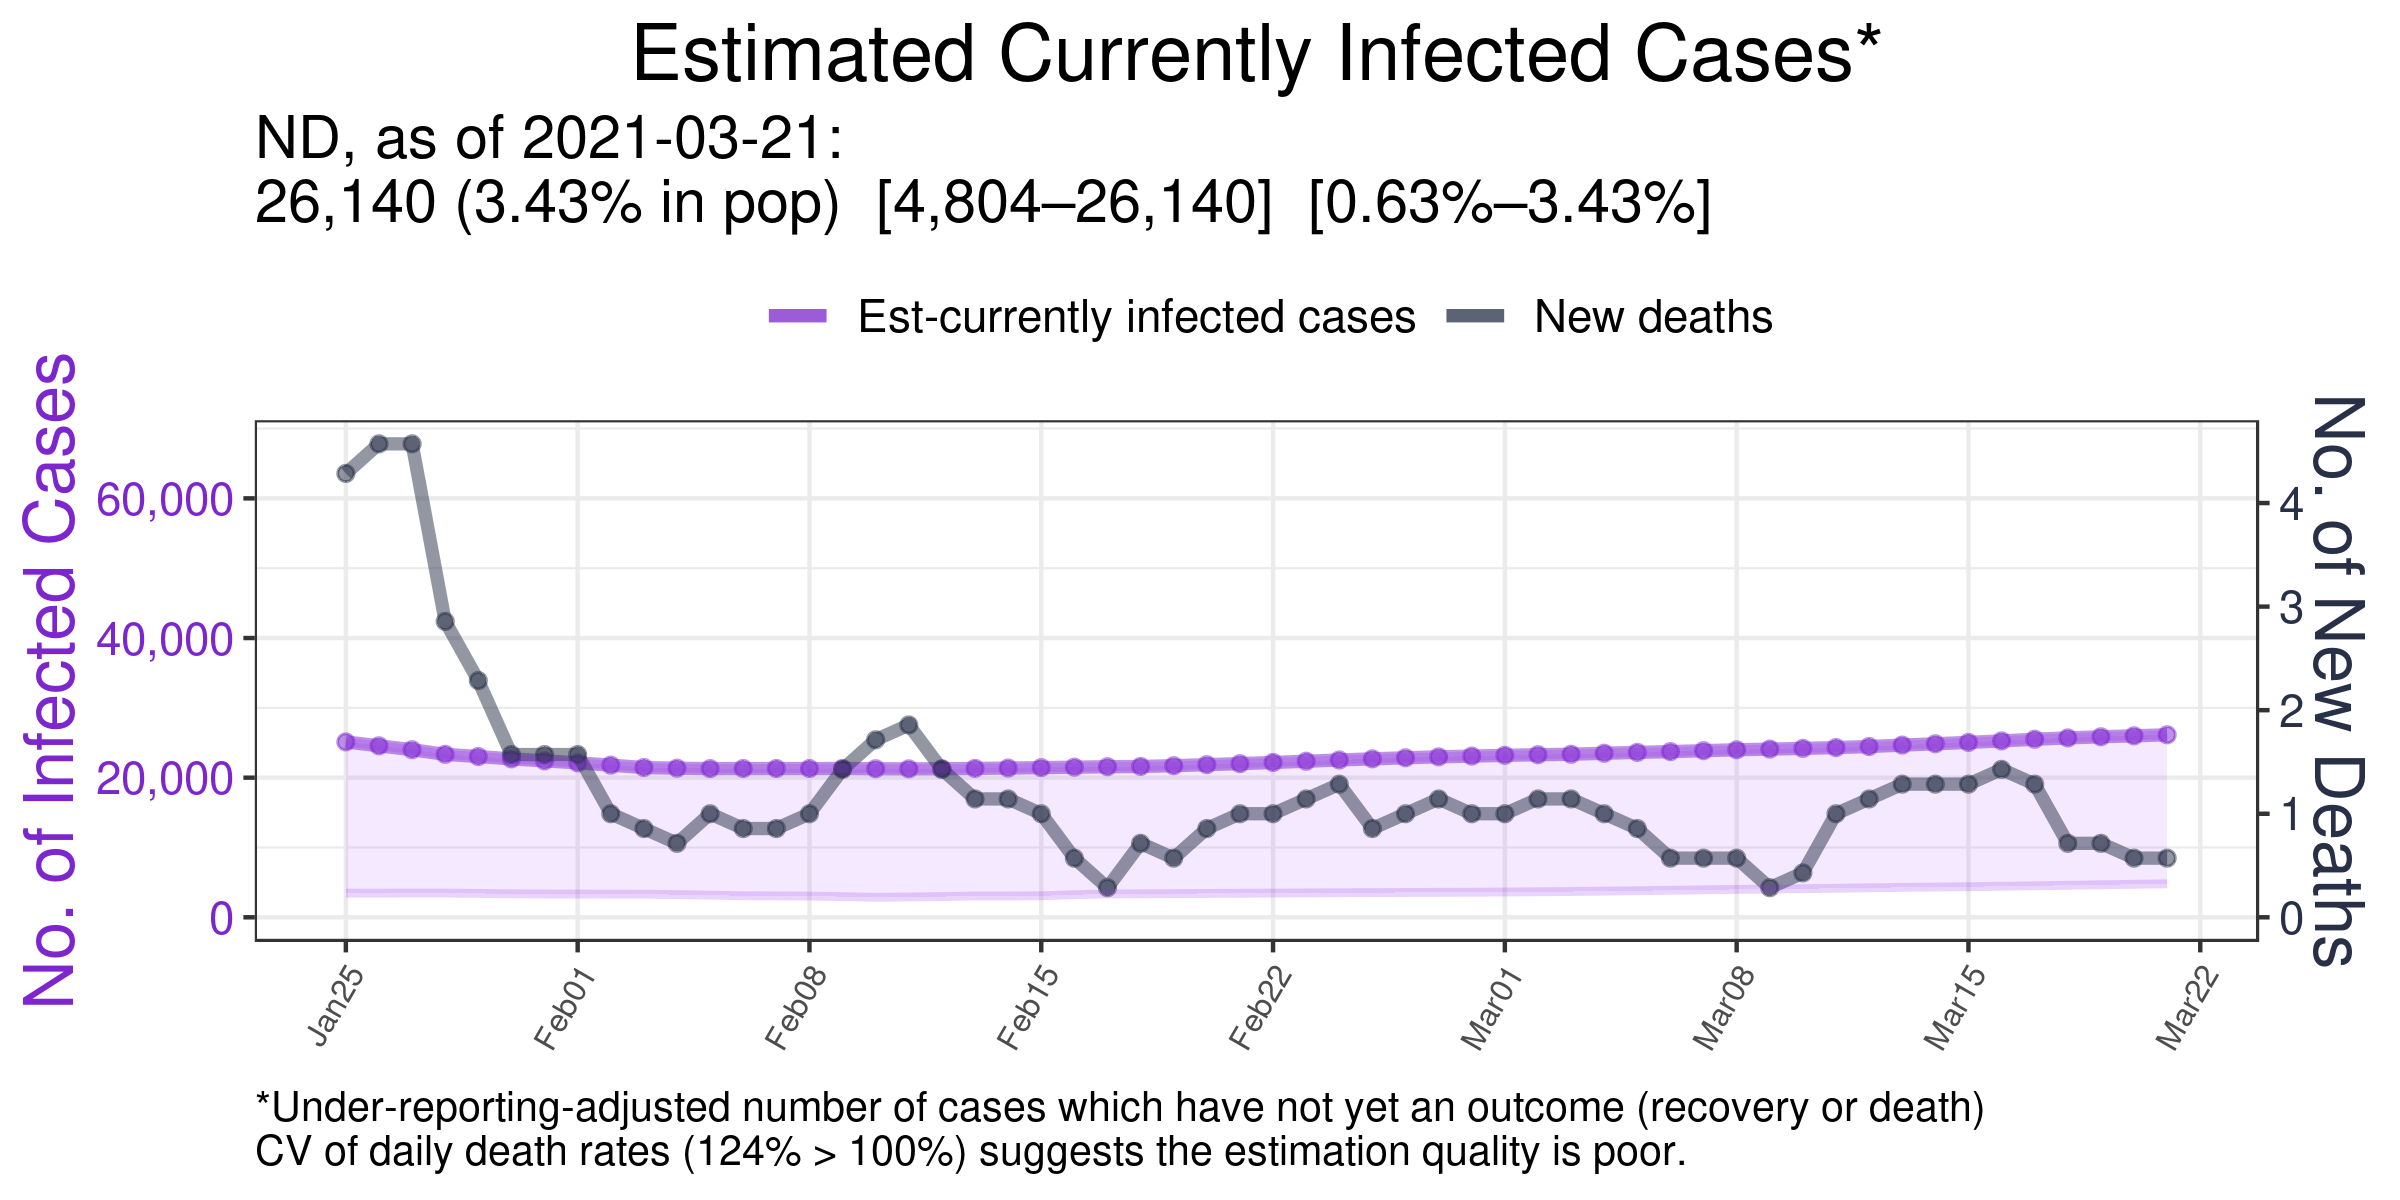 Estimated Currently Infected Cases*
ND, as of 2021-03-21:
26,140 (3.43% in pop)  [4,804–26,140]  [0.63%–3.43%]
Est-currently infected cases
New deaths
No. of Infected Cases
60,000
40,000
20,000
0
4
3
2
1
0
No. of New Deaths
Jan25
Feb01
Feb08
Feb15
Feb22
Mar01
Mar08
Mar15
Mar22
*Under-reporting-adjusted number of cases which have not yet an outcome (recovery or death)
CV of daily death rates (124% > 100%) suggests the estimation quality is poor.